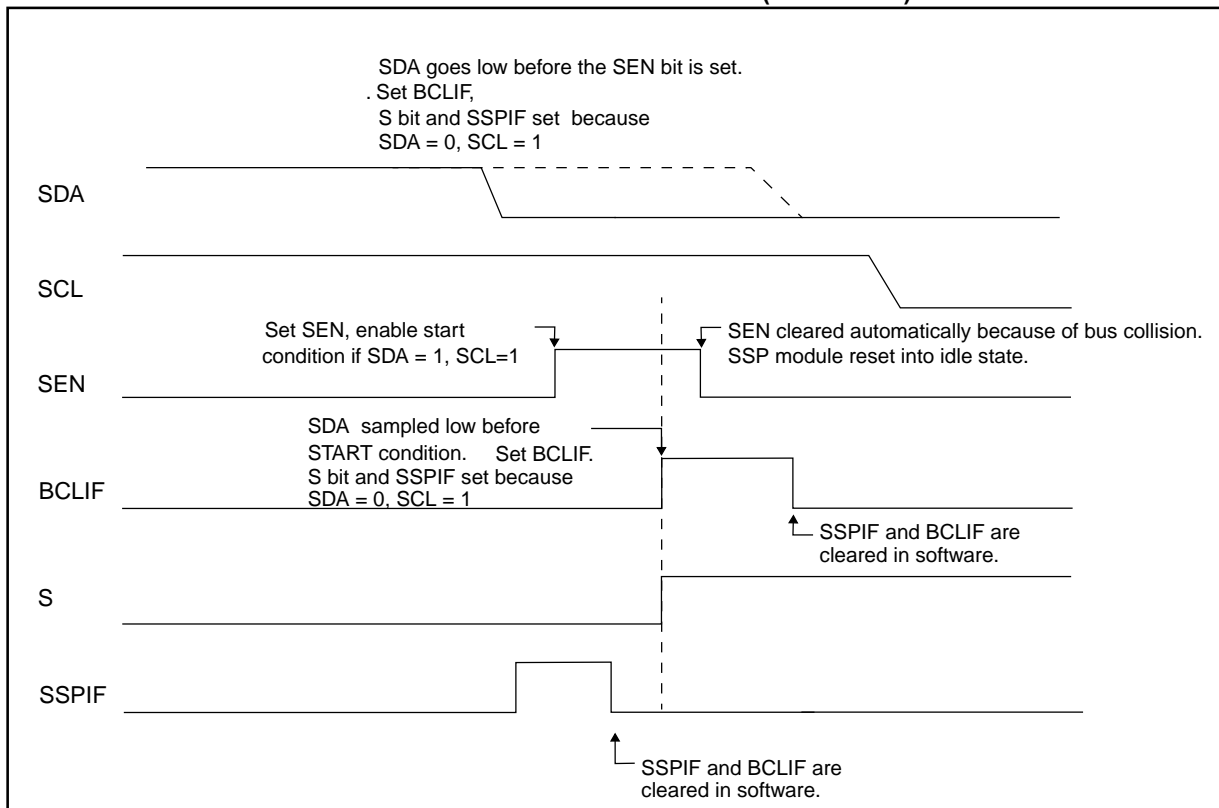 SDA goes low before the SEN bit is set.
. Set BCLIF,
S bit and SSPIF set because
SDA = 0, SCL = 1
SDA
SCL
Set SEN, enable start
condition if SDA = 1, SCL=1
SEN cleared automatically because of bus collision.
SSP module reset into idle state.
SEN
SDA sampled low before
START condition. Set BCLIF.
S bit and SSPIF set because
SDA = 0, SCL = 1
BCLIF
SSPIF and BCLIF are
cleared in software.
S
SSPIF
SSPIF and BCLIF are
cleared in software.